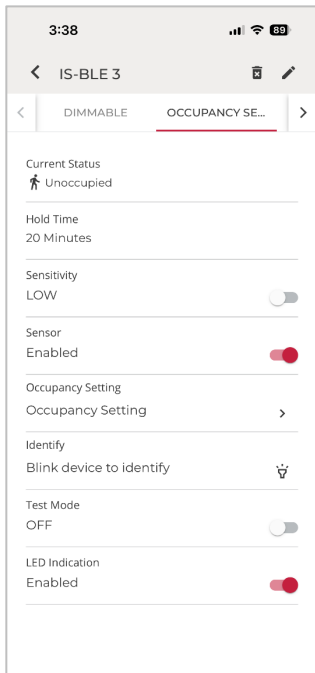 3:38
89
IS-BLE 3
DIMMABLE
OCCUPANCY SE...
Current Status
Unoccupied
Hold Time
20 Minutes
Sensitivity
LOW
Sensor
Enabled
Occupancy Setting
Occupancy Setting
Identify
Blink device to identify
Test Mode
OFF
LED Indication
Enabled